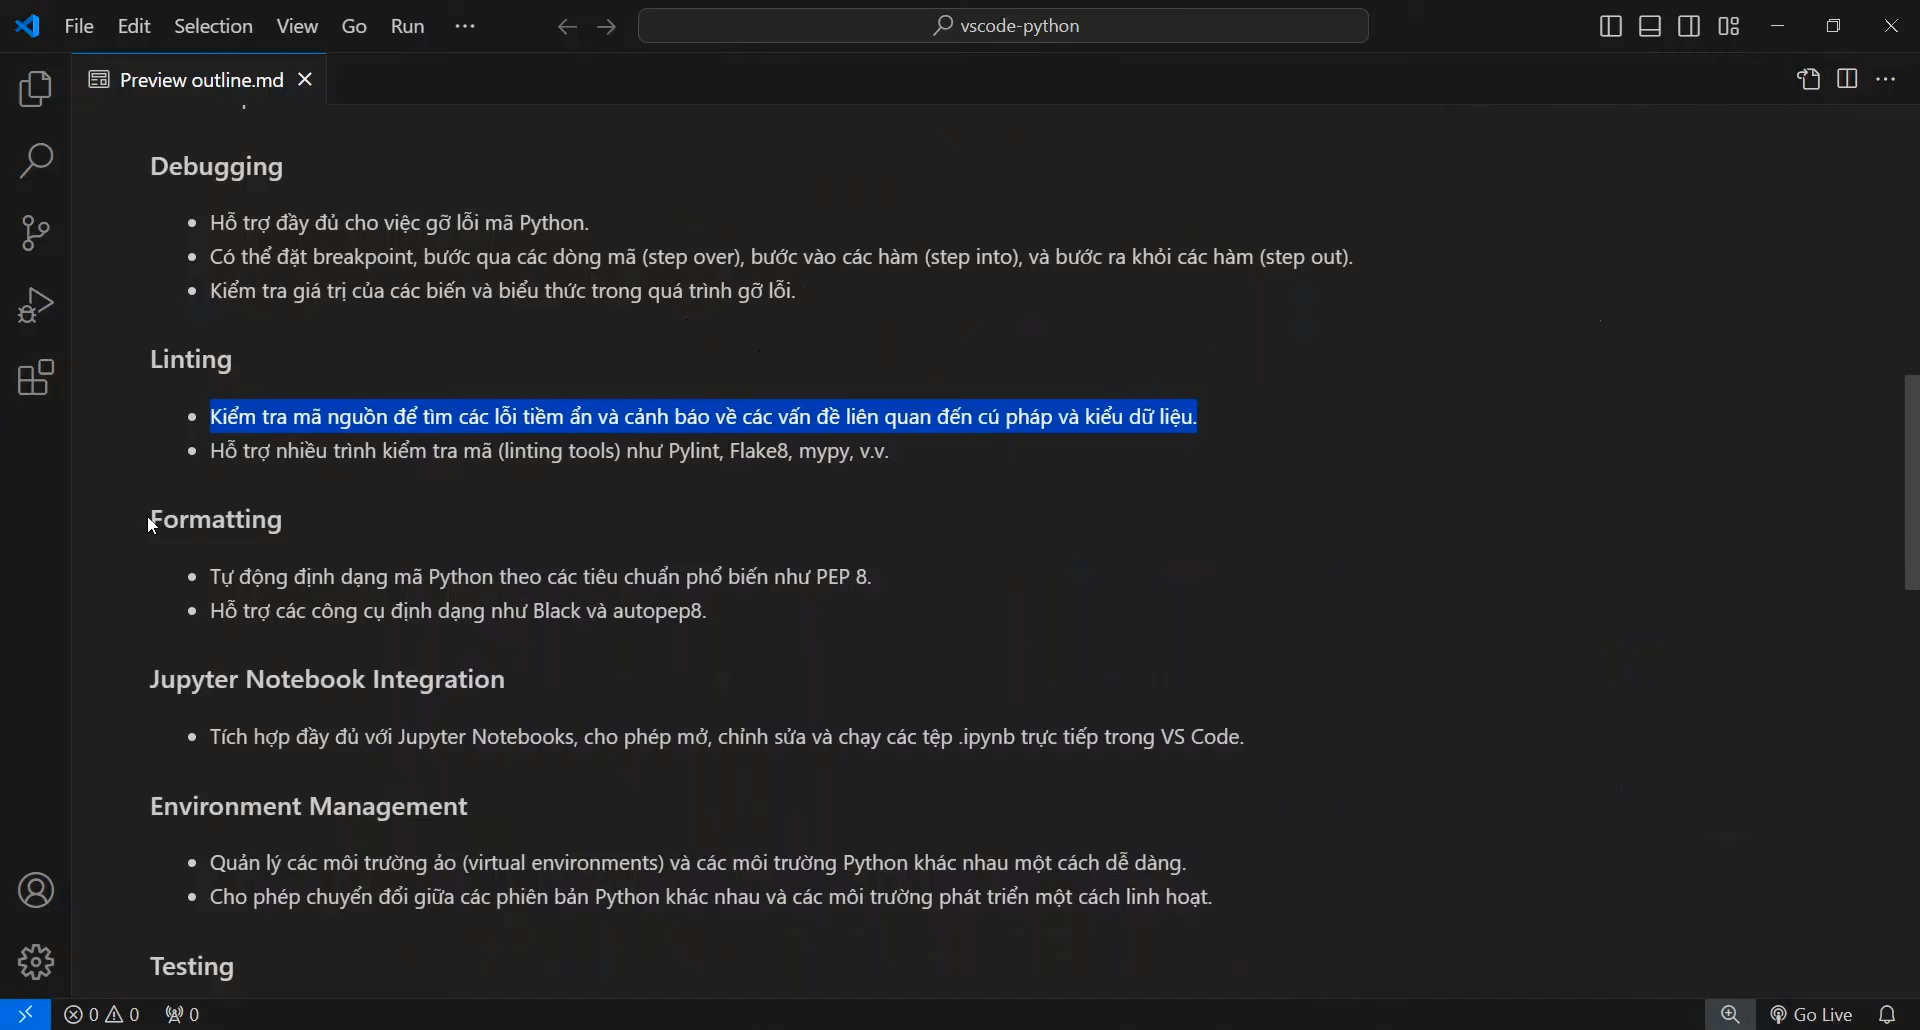 File Edit Selection View Go Run ···
vscode-python
Preview outline.md
Debugging
Hỗ trợ đầy đủ cho việc gỡ lỗi mã Python.
Có thể đặt breakpoint, bước qua các dòng mã (step over), bước vào các hàm (step into), và bước ra khỏi các hàm (step out).
Kiểm tra giá trị của các biến và biểu thức trong quá trình gỡ lỗi.
Linting
Kiểm tra mã nguồn để tìm các lỗi tiềm ẩn và cảnh báo về các vấn đề liên quan đến cú pháp và kiểu dữ liệu.
Hỗ trợ nhiều trình kiểm tra mã (linting tools) như Pylint, Flake8, mypy, v.v.
Formatting
Tự động định dạng mã Python theo các tiêu chuẩn phổ biến như PEP 8.
Hỗ trợ các công cụ định dạng như Black và autopep8.
Jupyter Notebook Integration
Tích hợp đầy đủ với Jupyter Notebooks, cho phép mở, chỉnh sửa và chạy các tệp .ipynb trực tiếp trong VS Code.
Environment Management
Quản lý các môi trường ảo (virtual environments) và các môi trường Python khác nhau một cách dễ dàng.
Cho phép chuyển đổi giữa các phiên bản Python khác nhau và các môi trường phát triển một cách linh hoạt.
Testing
0 0 0 Go Live